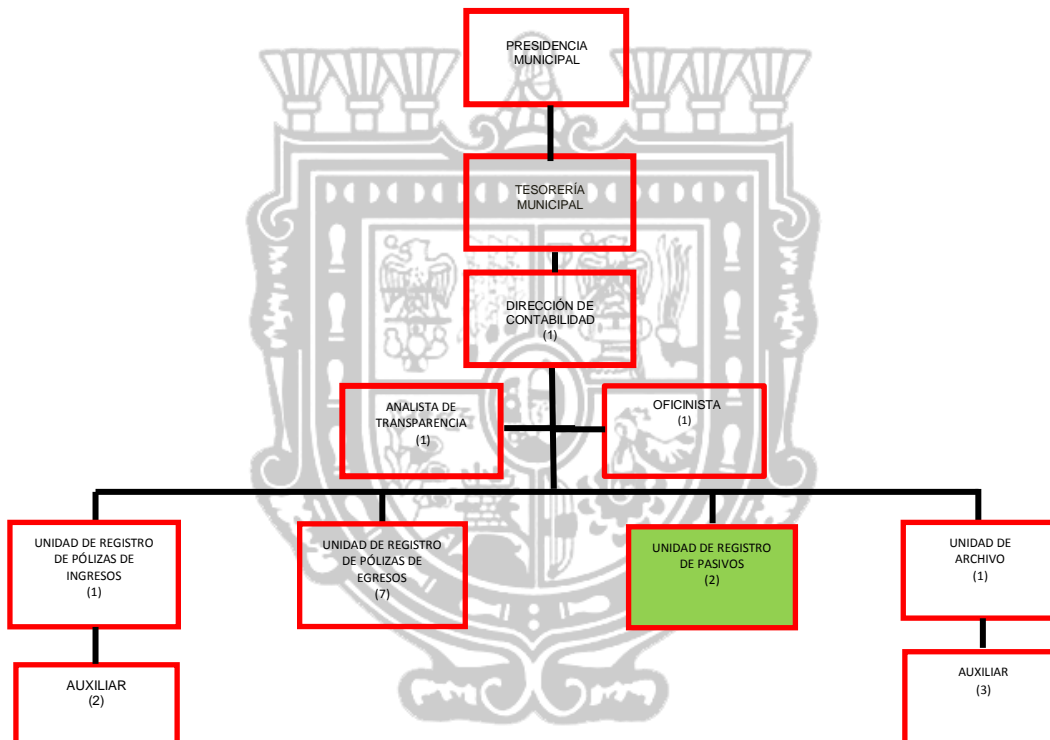 PRESIDENCIA
MUNICIPAL
TESORERÍA
MUNICIPAL
DIRECCIÓN DE
CONTABILIDAD
(1)
ANALISTA DE
TRANSPARENCIA
(1)
OFICINISTA
(1)
UNIDAD DE REGISTRO
DE PÓLIZAS DE
INGRESOS
(1)
UNIDAD DE REGISTRO
DE PÓLIZAS DE
EGRESOS
(7)
UNIDAD DE REGISTRO
DE PASIVOS
(2)
UNIDAD DE
ARCHIVO
(1)
AUXILIAR
(2)
AUXILIAR
(3)